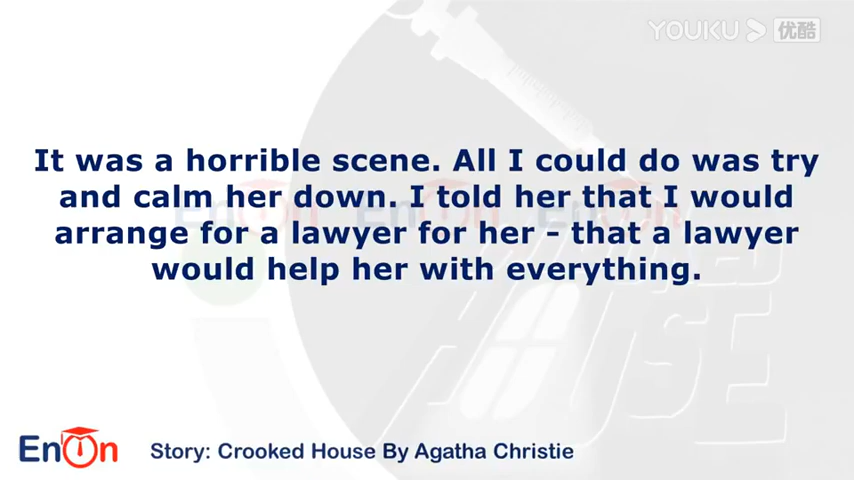 YOUKU 优酷
It was a horrible scene. All I could do was try
and calm her down. I told her that I would
arrange for a lawyer for her - that a lawyer
would help her with everything.
EnOn
Story: Crooked House By Agatha Christie
HOUSE